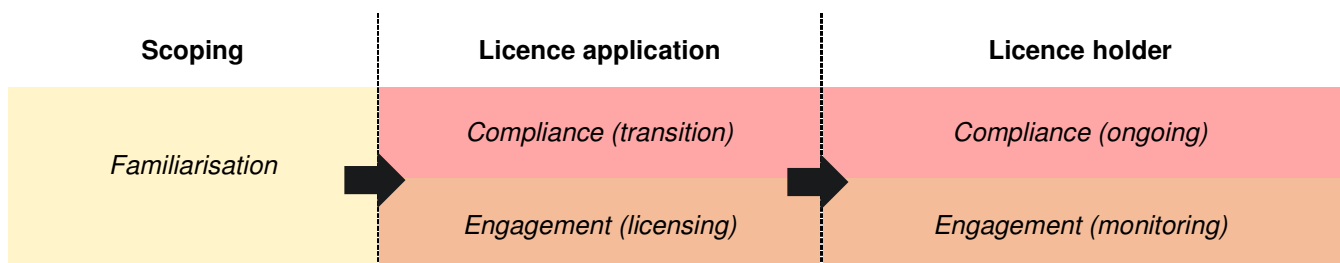 Scoping
Licence application
Licence holder
Familiarisation
Compliance (transition)
Compliance (ongoing)
Engagement (licensing)
Engagement (monitoring)